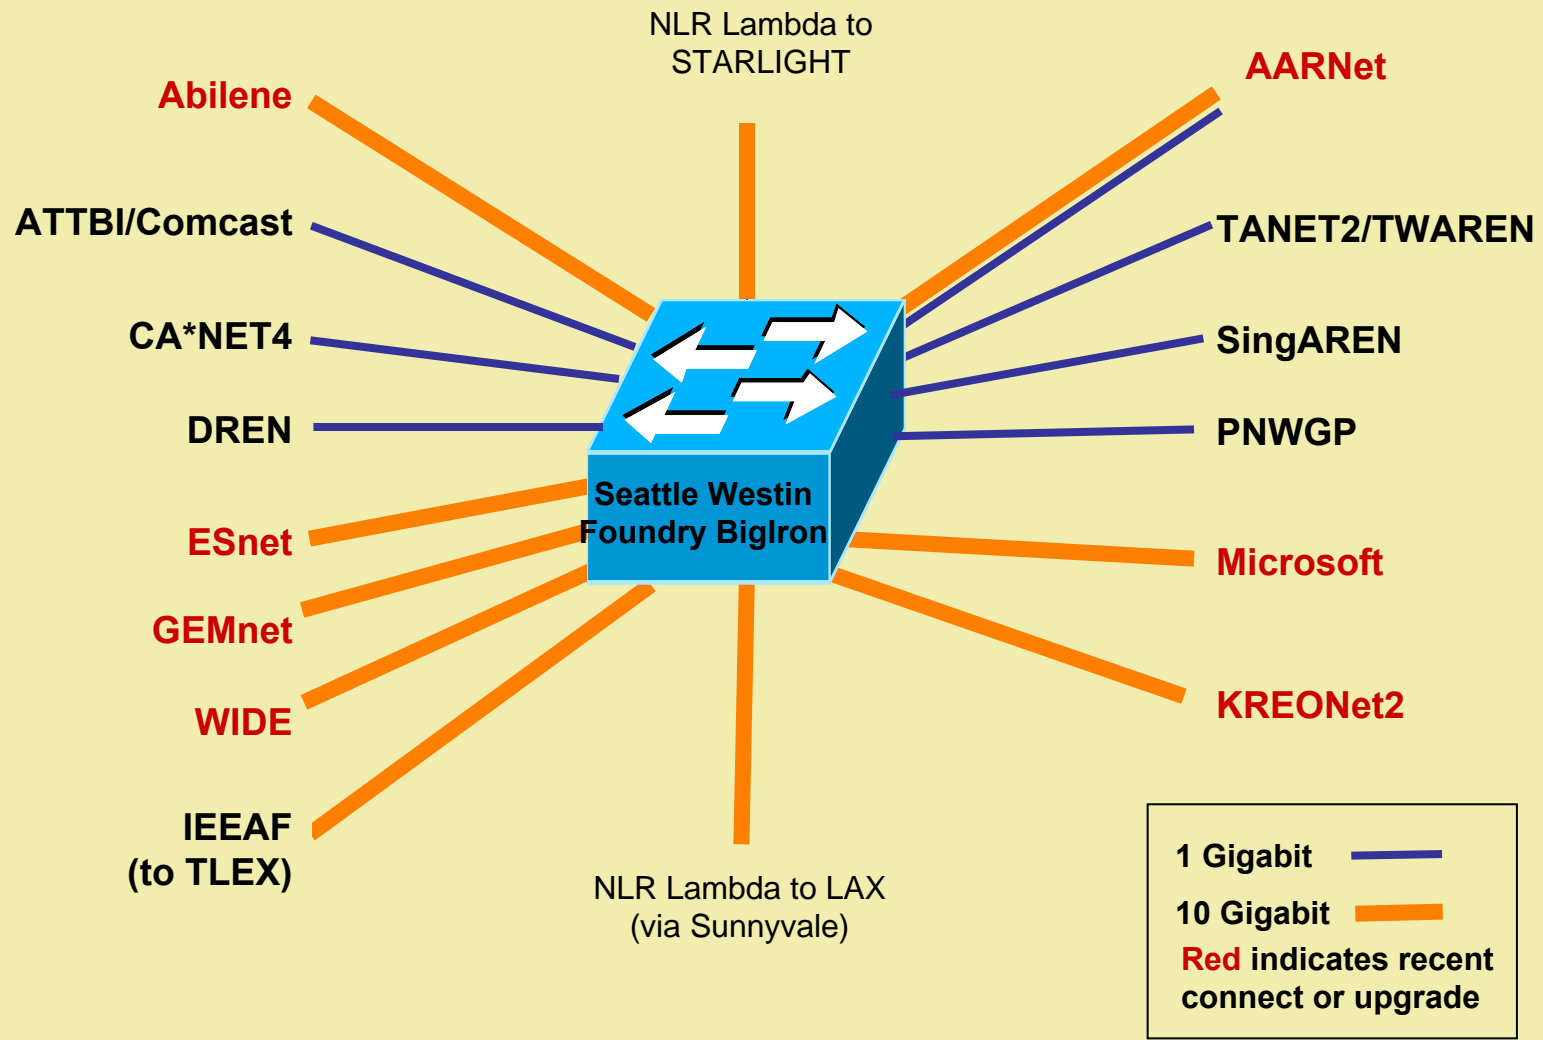 NLR Lambda to
STARLIGHT
Abilene
ATTBI/Comcast
CA*NET4
DREN
ESnet
GEMnet
WIDE
IEEAF
(to TLEX)
AARNet
TANET2/TWAREN
SingAREN
PNWGP
Microsoft
KREONet2
Seattle Westin
Foundry BigIron
NLR Lambda to LAX
(via Sunnyvale)
1 Gigabit
10 Gigabit
Red indicates recent
connect or upgrade